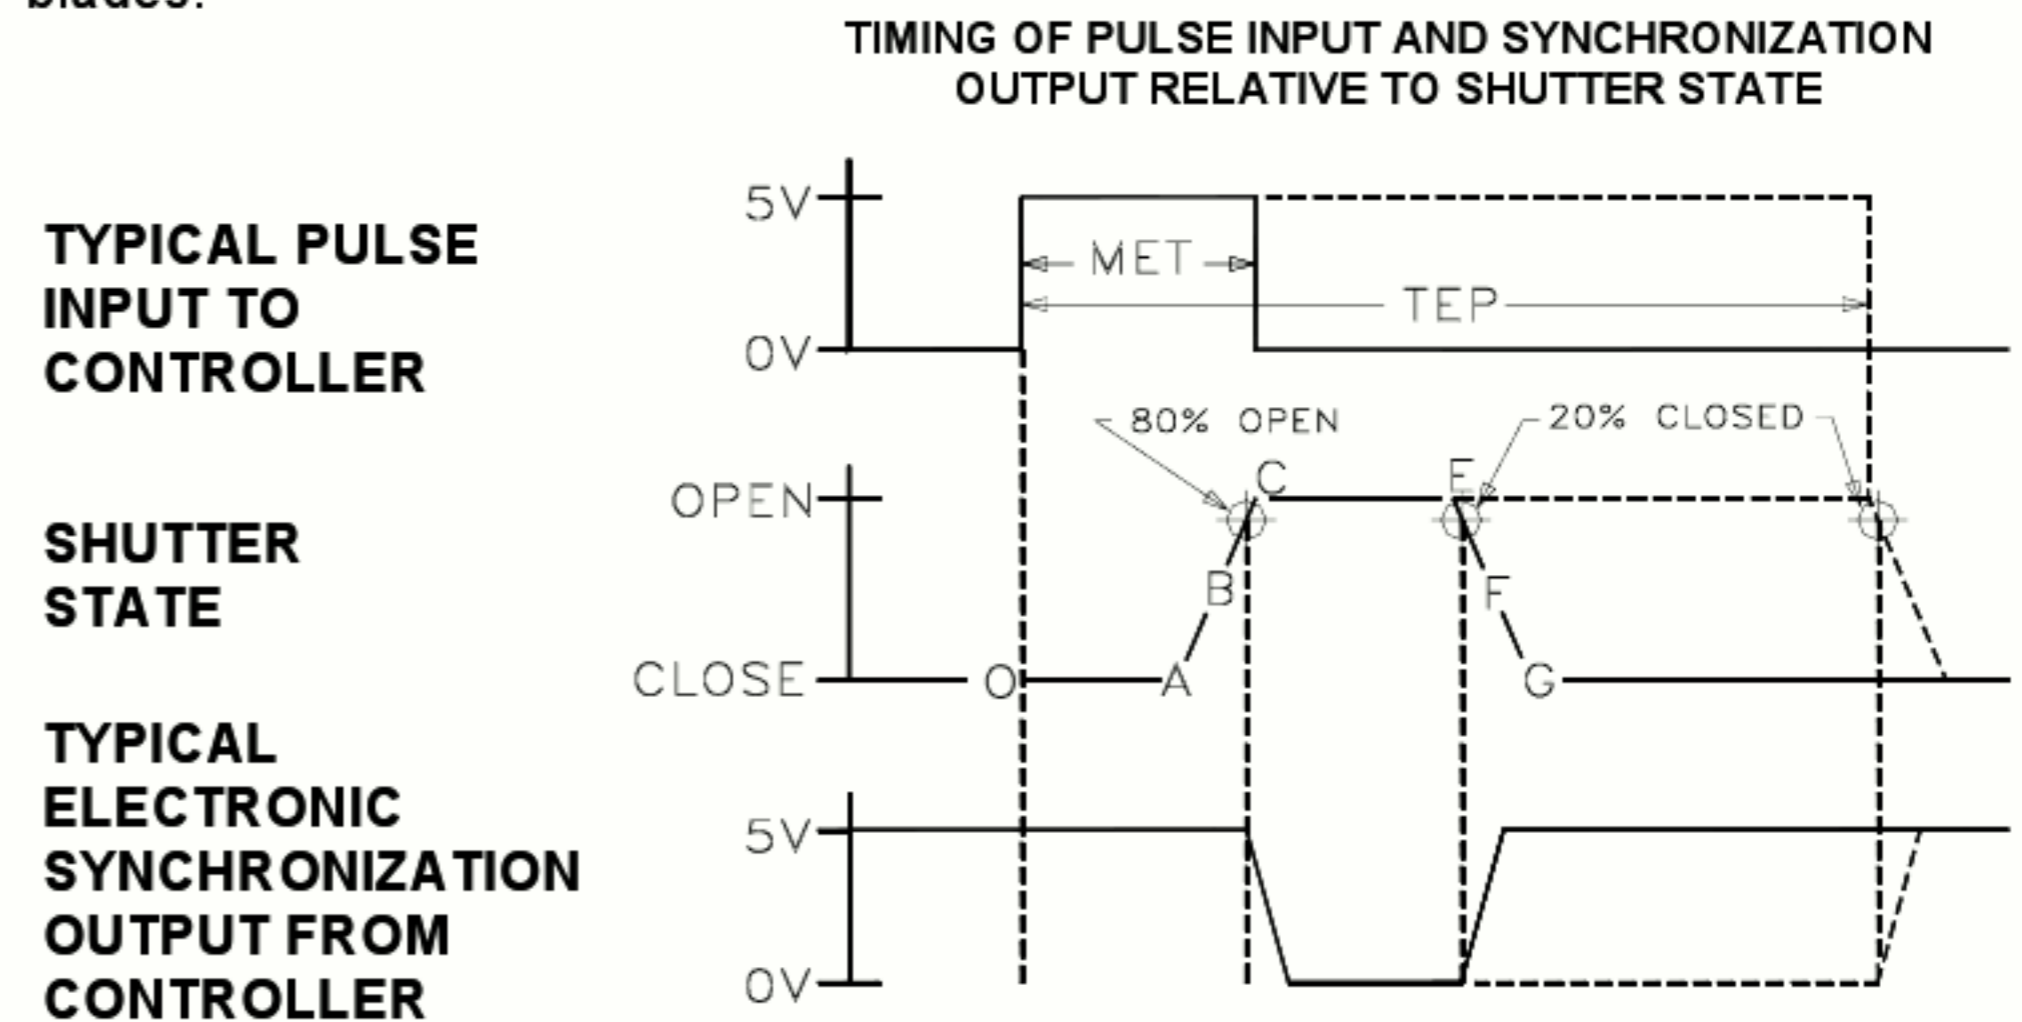 blades.
TIMING OF PULSE INPUT AND SYNCHRONIZATION
OUTPUT RELATIVE TO SHUTTER STATE
TYPICAL PULSE
INPUT TO
CONTROLLER
5V
MET
TEP
0V
80% OPEN
20% CLOSED
SHUTTER
STATE
OPEN
C
E
B
F
CLOSE
O
A
G
TYPICAL
ELECTRONIC
SYNCHRONIZATION
OUTPUT FROM
CONTROLLER
5V
0V